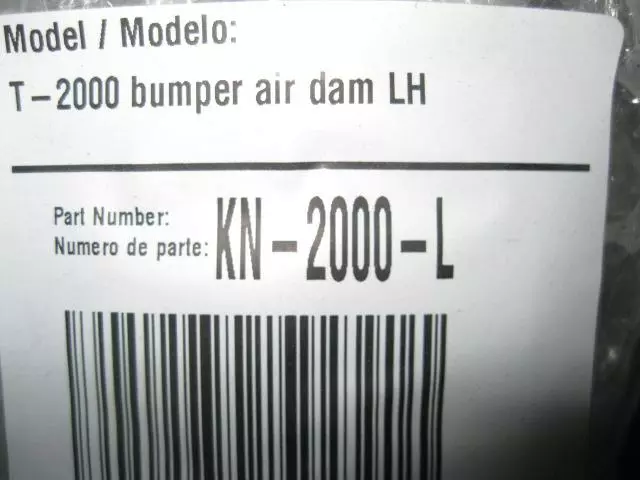 Model / Modelo:
T-2000 bumper air dam LH
Part Number:
Numero de parte: KN-2000-L